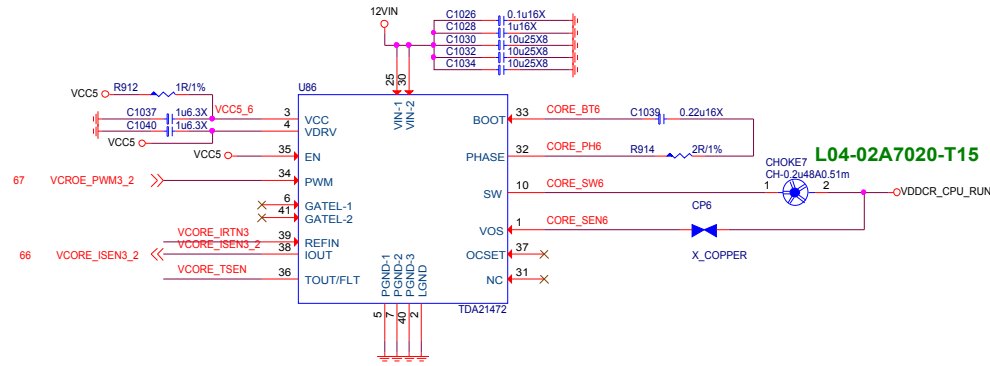 12VIN
C1026 0.1u16X
C1028 1u16X
C1030 10u25X8
C1032 10u25X8
C1034 10u25X8
VCC5 R912 1R/1%
C1037 1u6.3X VCC5_6
C1040 1u6.3X
VCC5
VCC5
U86
25 30
VIN-1 VIN-2
3 VCC
4 VDRV
35 EN
67 VCROE_PWM3_2 34 PWM
6 GATEL-1
41 GATEL-2
VCORE_IRTN3 39 REFIN
66 VCORE_ISEN3_2 VCORE_ISEN3_2 38 IOUT
VCORE_TSEN 36 TOUT/FLT
PGND-1 PGND-2 PGND-3 LGND
5 7 40 2
TDA21472
BOOT 33 CORE_BT6 C1039 0.22u16X
PHASE 32 CORE_PH6 R914 2R/1%
L04-02A7020-T15
CHOKE7
CH-0.2u48A0.51m
SW 10 CORE_SW6 1 2 VDDCR_CPU_RUN
CP6
VOS 1 CORE_SEN6
X_COPPER
OCSET 37
NC 31